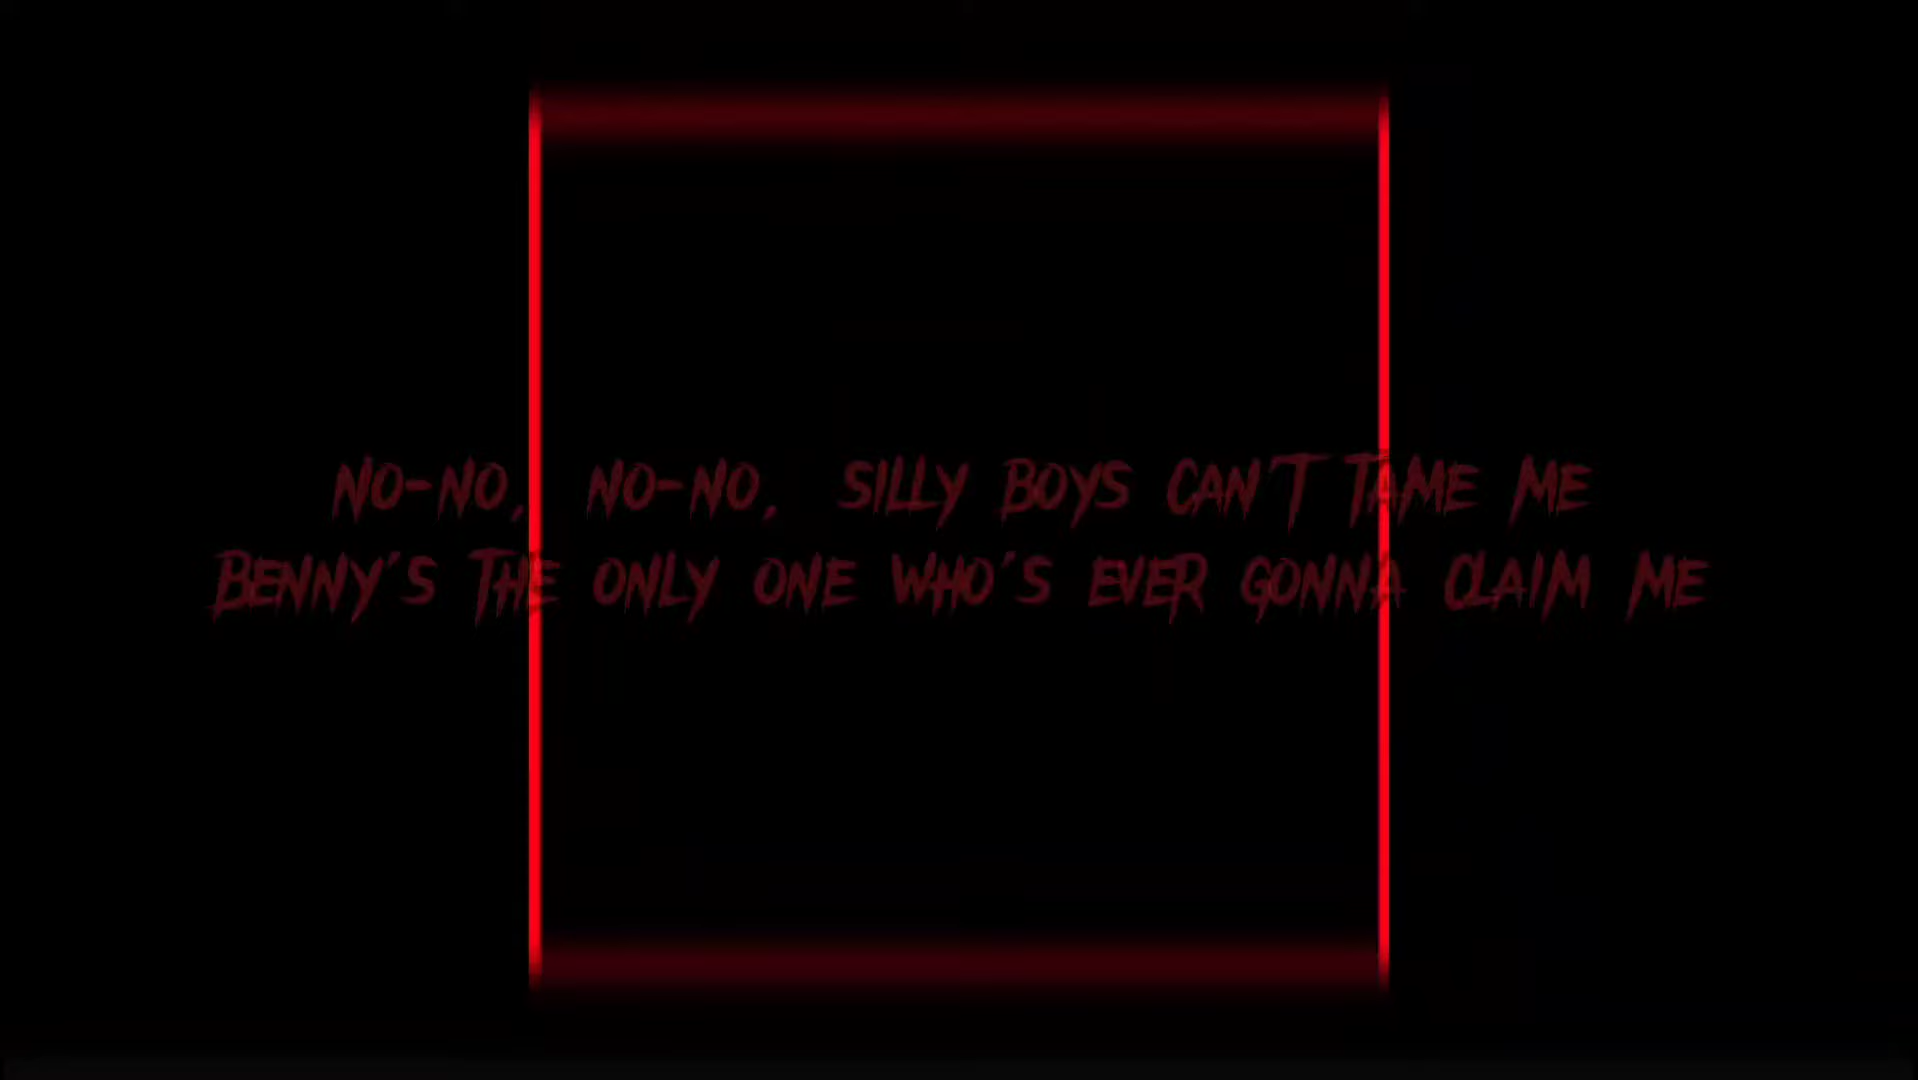 No-No, No-No, silly Boys Can't Tame Me
Benny's The only one who's ever gonna Claim Me